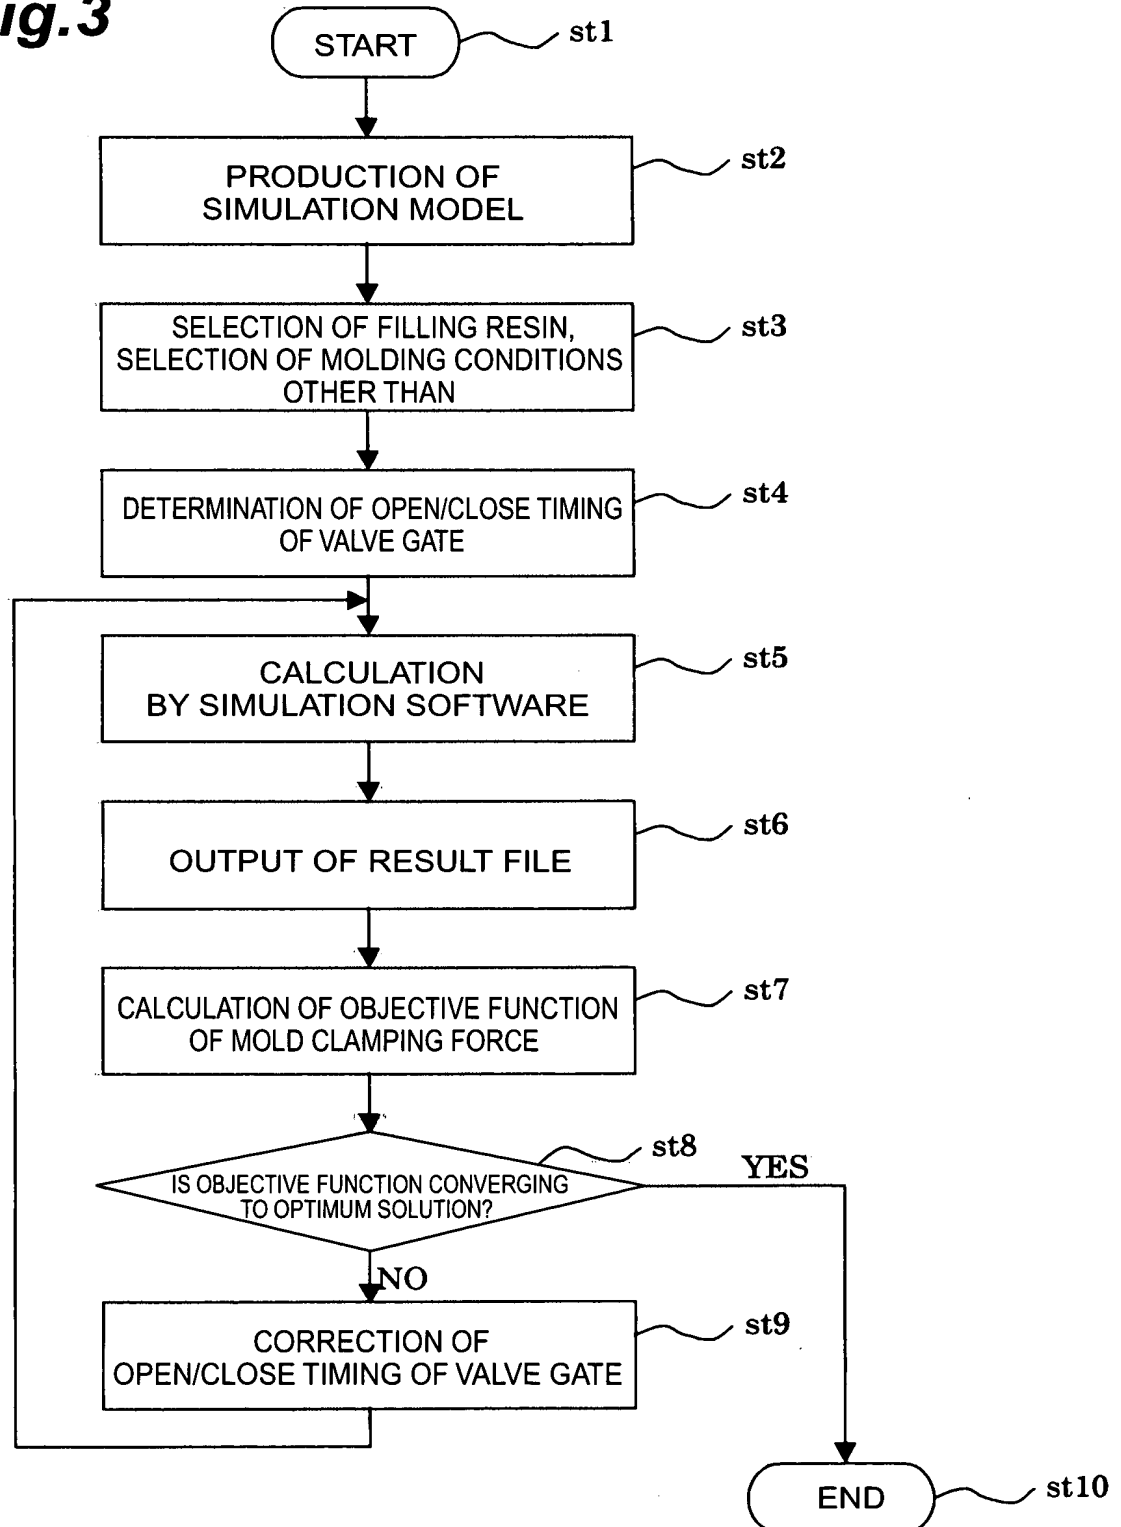 ig.3
START
st1
PRODUCTION OF
SIMULATION MODEL
st2
SELECTION OF FILLING RESIN,
SELECTION OF MOLDING CONDITIONS
OTHER THAN
st3
DETERMINATION OF OPEN/CLOSE TIMING
OF VALVE GATE
st4
CALCULATION
BY SIMULATION SOFTWARE
st5
OUTPUT OF RESULT FILE
st6
CALCULATION OF OBJECTIVE FUNCTION
OF MOLD CLAMPING FORCE
st7
IS OBJECTIVE FUNCTION CONVERGING
TO OPTIMUM SOLUTION?
st8
YES
NO
CORRECTION OF
OPEN/CLOSE TIMING OF VALVE GATE
st9
END
st10